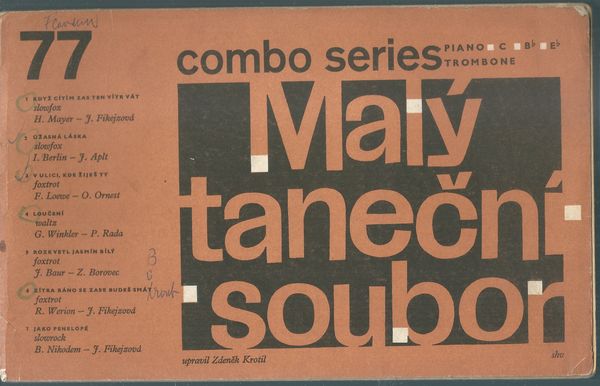 77
combo series
PIANO C B♭ E♭
TROMBONE
1 KDYŽ CÍTÍM ZAS TEN VÍTR VÁT
slowfox
H. Mayer – J. Fikejzová
2 ÚŽASNÁ LÁSKA
slowfox
I. Berlin – J. Aplt
3 V ULICI, KDE ŽIJEŠ TY
foxtrot
F. Loewe – O. Ornest
4 LOUČENÍ
waltz
G. Winkler – P. Rada
5 ROZKVETL JASMÍN BÍLÝ
foxtrot
J. Baur – Z. Borovec
6 ZÍTRA RÁNO SE ZASE BUDEŠ SMÁT
foxtrot
R. Werion – J. Fikejzová
7 JAKO PENELOPÉ
slowrock
B. Nikodem – J. Fikejzová
Malý
taneční
soubor
upravil Zdeněk Krotil
shv